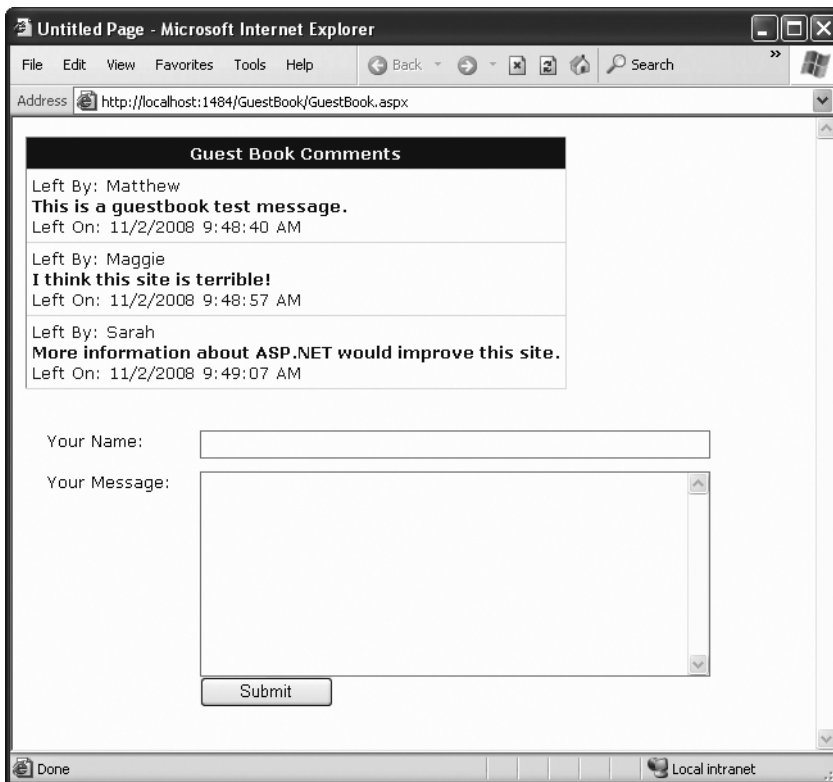 Untitled Page - Microsoft Internet Explorer
File Edit View Favorites Tools Help Back Search »
Address http://localhost:1484/GuestBook/GuestBook.aspx
Guest Book Comments
Left By: Matthew
This is a guestbook test message.
Left On: 11/2/2008 9:48:40 AM
Left By: Maggie
I think this site is terrible!
Left On: 11/2/2008 9:48:57 AM
Left By: Sarah
More information about ASP.NET would improve this site.
Left On: 11/2/2008 9:49:07 AM
Your Name:
Your Message:
Submit
Done Local intranet